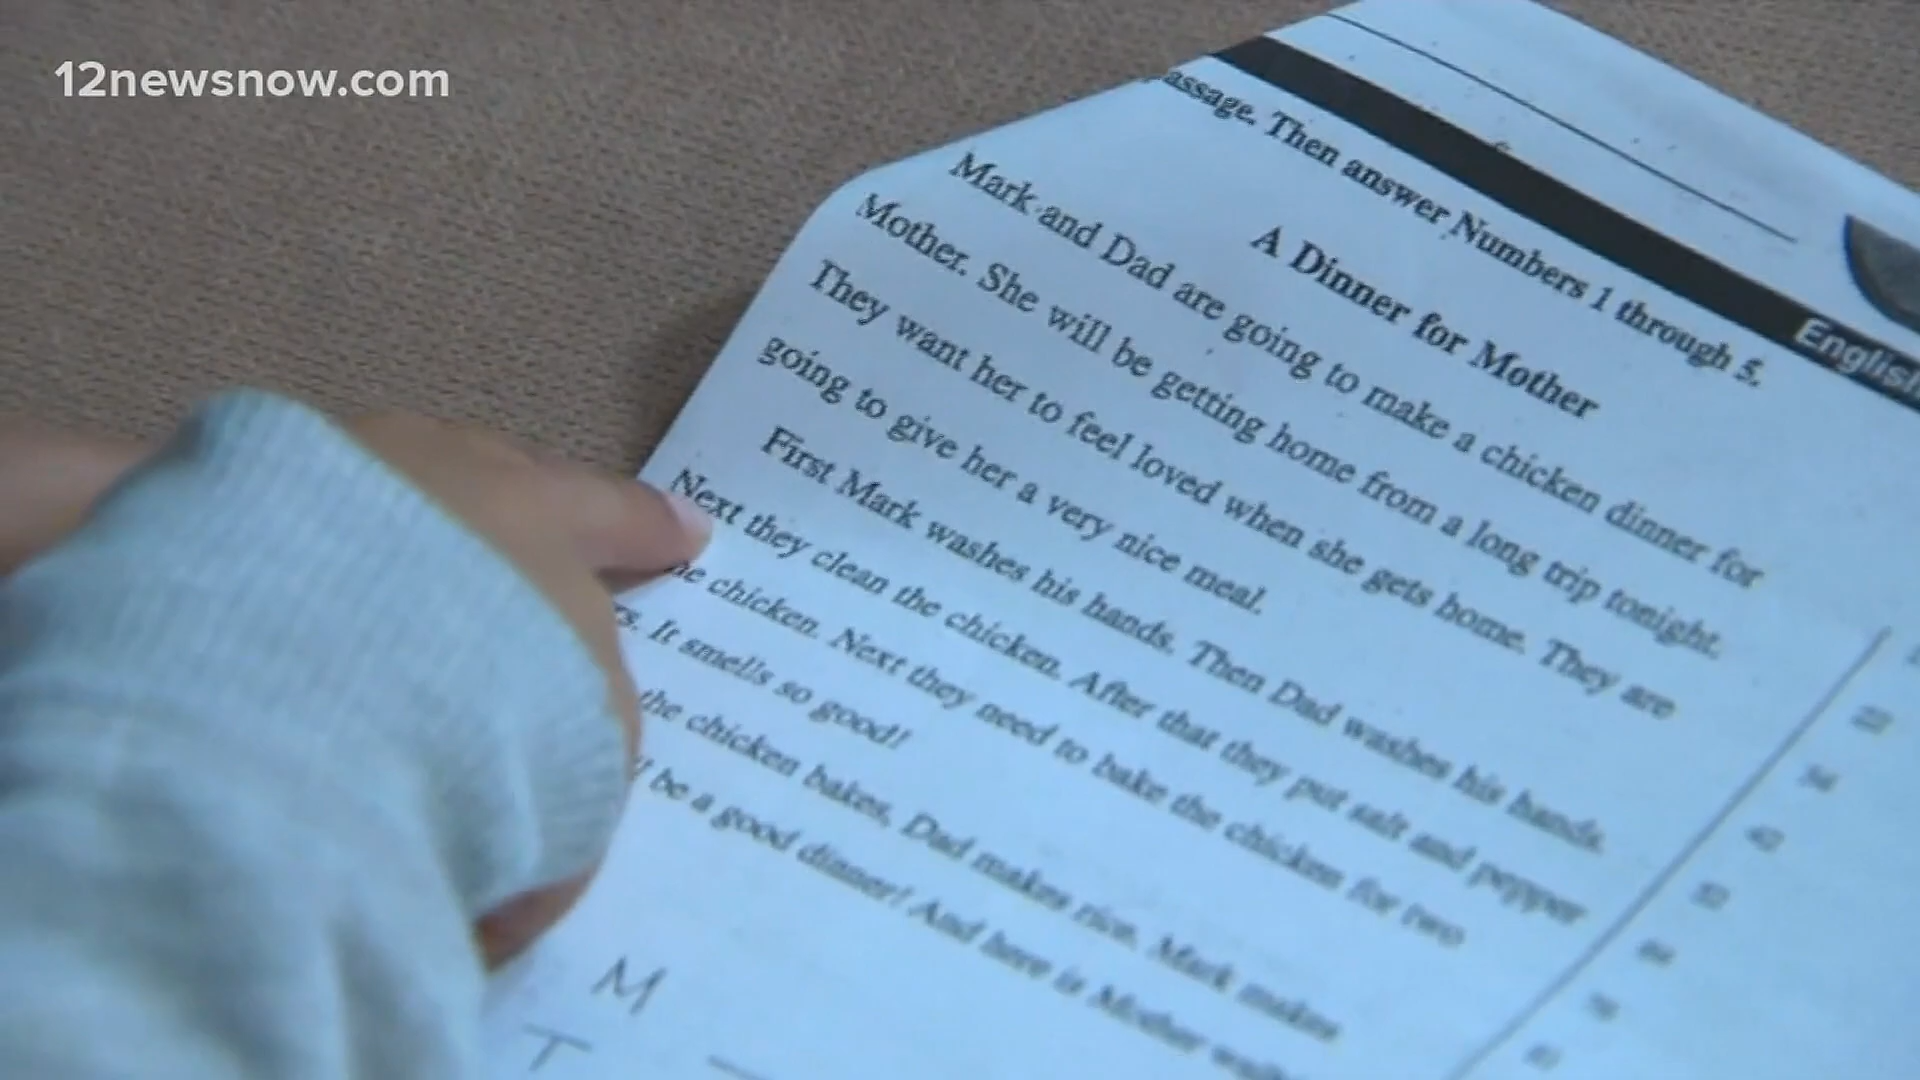 12newsnow.com
English
passage. Then answer Numbers 1 through 5.
A Dinner for Mother
Mark and Dad are going to make a chicken dinner for
Mother. She will be getting home from a long trip tonight.
They want her to feel loved when she gets home. They are
going to give her a very nice meal.
First Mark washes his hands. Then Dad washes his hands.
Next they clean the chicken. After that they put salt and pepper
chicken. Next they need to bake the chicken for two
It smells so good!
the chicken bakes, Dad makes rice. Mark makes
be a good dinner! And here is Mother
M
T